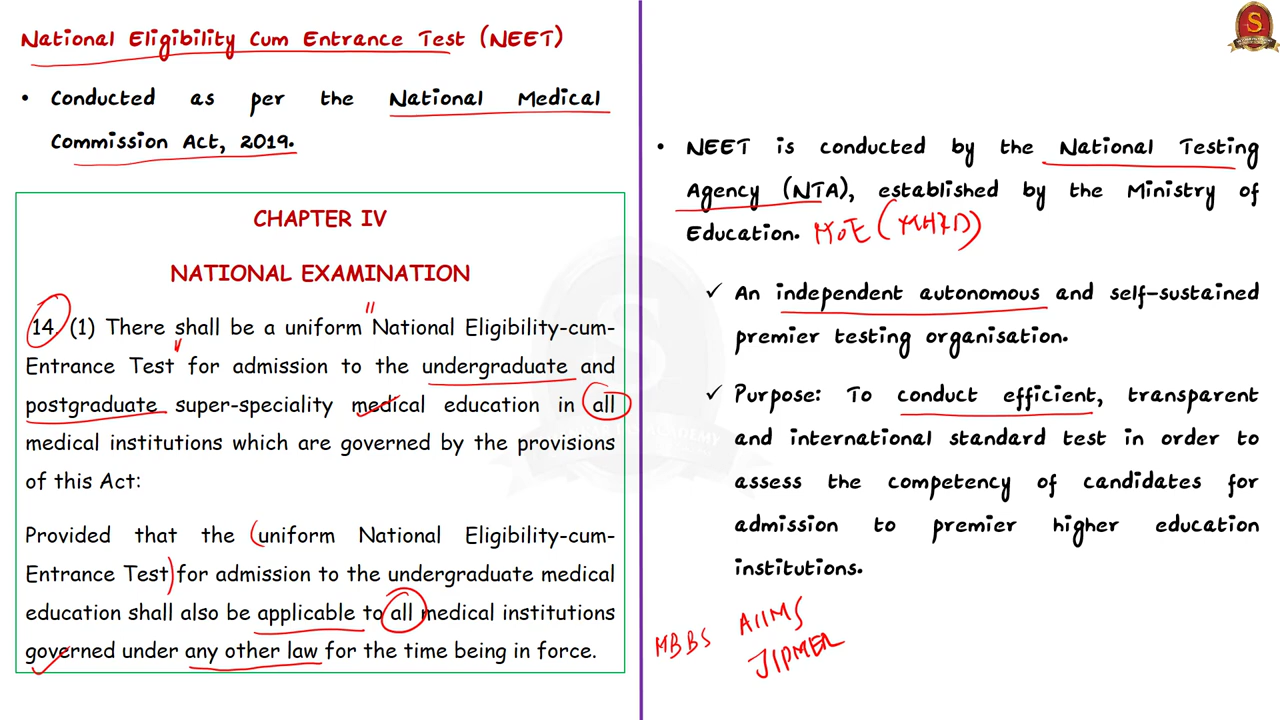 National Eligibility Cum Entrance Test (NEET)
• Conducted as per the National Medical
Commission Act, 2019.
CHAPTER IV
NATIONAL EXAMINATION
14. (1) There shall be a uniform "National Eligibility-cum-
Entrance Test for admission to the undergraduate and
postgraduate super-speciality medical education in all
medical institutions which are governed by the provisions
of this Act:
Provided that the (uniform National Eligibility-cum-
Entrance Test) for admission to the undergraduate medical
education shall also be applicable to all medical institutions
governed under any other law for the time being in force.
• NEET is conducted by the National Testing
Agency (NTA), established by the Ministry of
Education. MoE (MHRD)
✓ An independent autonomous and self-sustained
premier testing organisation.
✓ Purpose: To conduct efficient, transparent
and international standard test in order to
assess the competency of candidates for
admission to premier higher education
institutions.
MBBS AIIMS
JIPMER
S